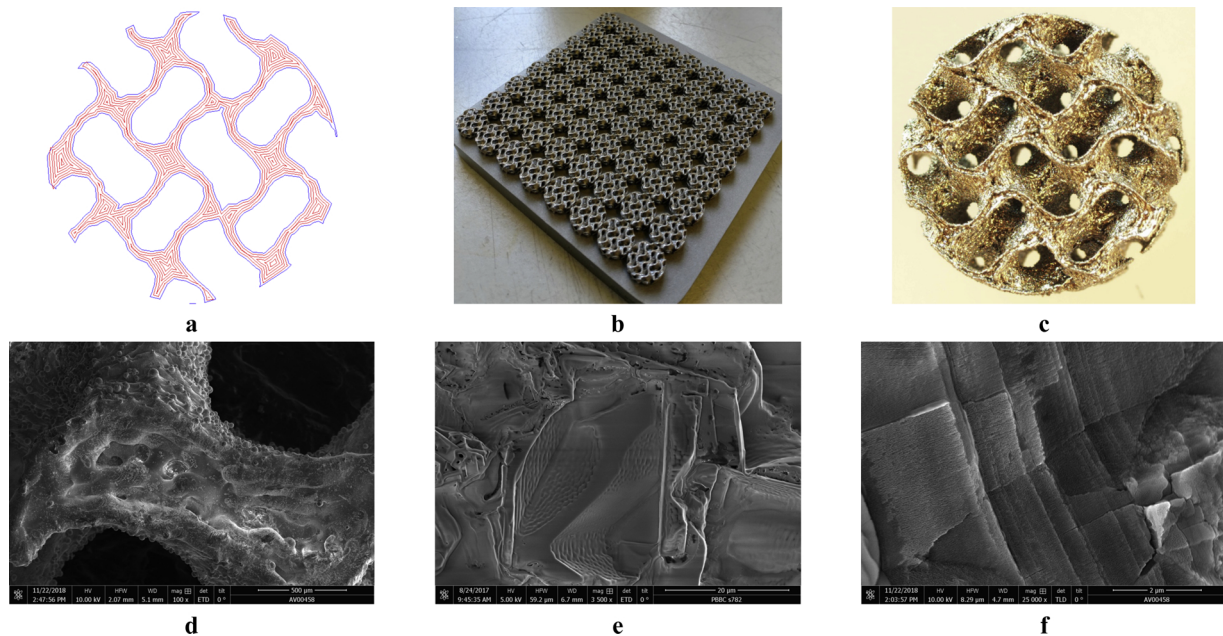 a
b
c
11/22/2018 HV HFW WD mag det tilt 500 µm
2:47:56 PM 10.00 kV 2.07 mm 5.1 mm 100 x ETD 0 ° AV00458
8/24/2017 HV HFW WD mag det tilt 20 µm
9:45:35 AM 5.00 kV 59.2 µm 6.7 mm 3 500 x ETD 0 ° PBBC s782
11/22/2018 HV HFW WD mag det tilt 2 µm
2:03:57 PM 10.00 kV 8.29 µm 4.7 mm 25 000 x TLD 0 ° AV00458
d
e
f